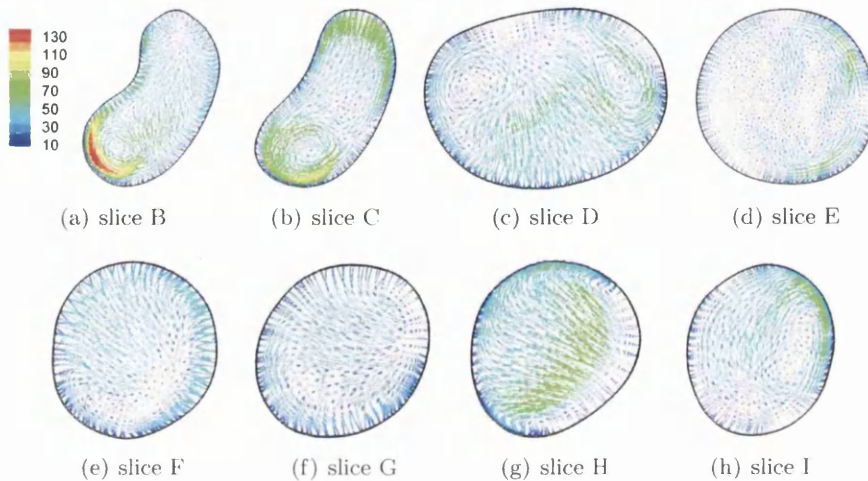 130
110
90
70
50
30
10
(a) slice B
(b) slice C
(c) slice D
(d) slice E
(e) slice F
(f) slice G
(g) slice H
(h) slice I